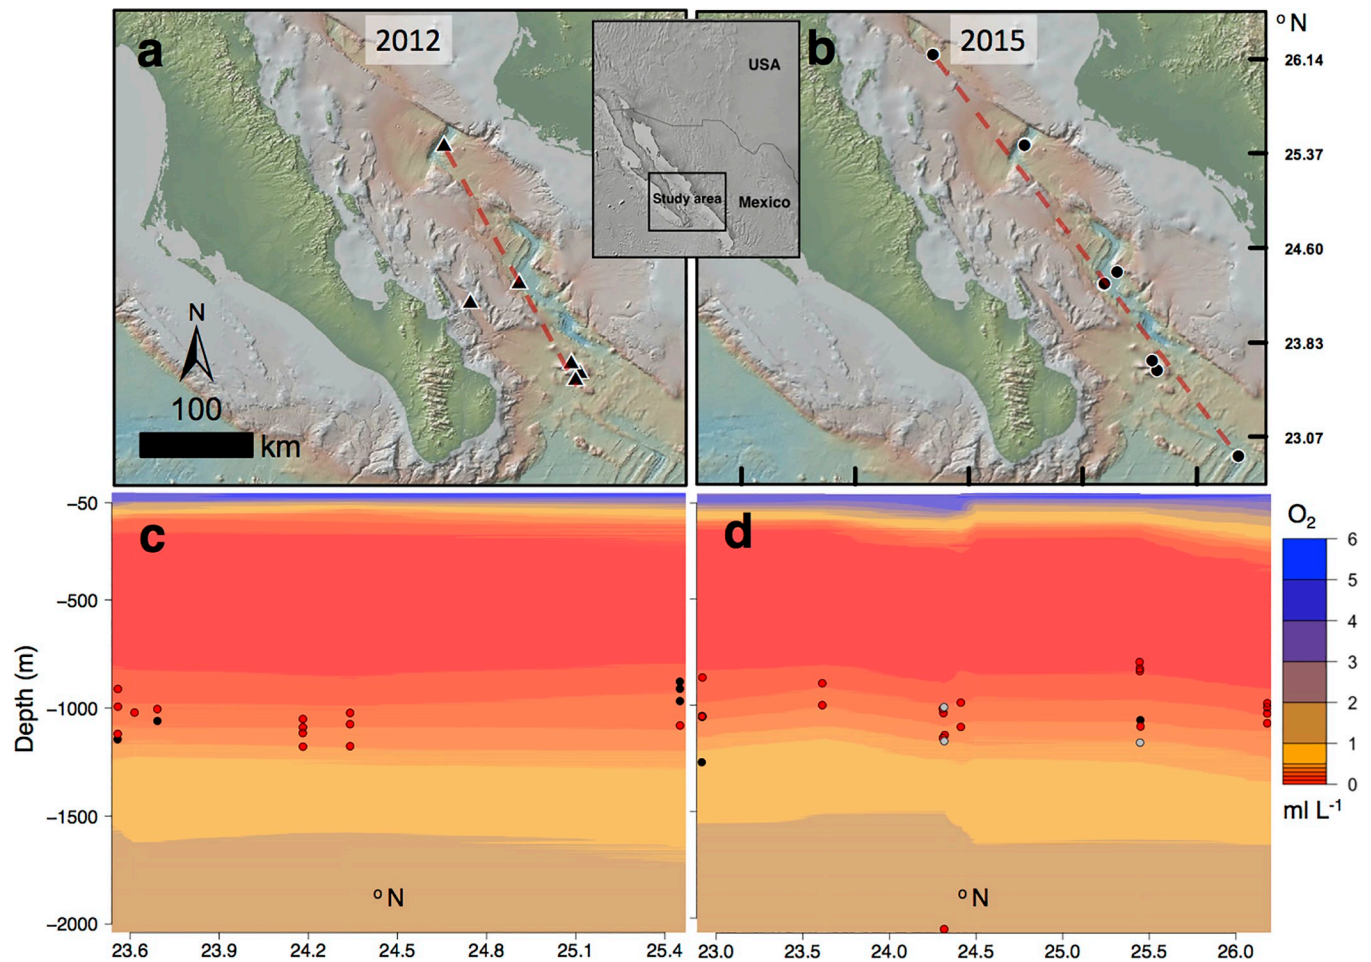 a
2012
USA
Study area
Mexico
b
2015
° N
26.14
25.37
24.60
23.83
23.07
N
100
km
c
d
−50
−500
−1000
−1500
−2000
Depth (m)
° N
° N
23.6 23.9 24.2 24.5 24.8 25.1 25.4
23.0 23.5 24.0 24.5 25.0 25.5 26.0
O2
6
5
4
3
2
1
0
ml L-1